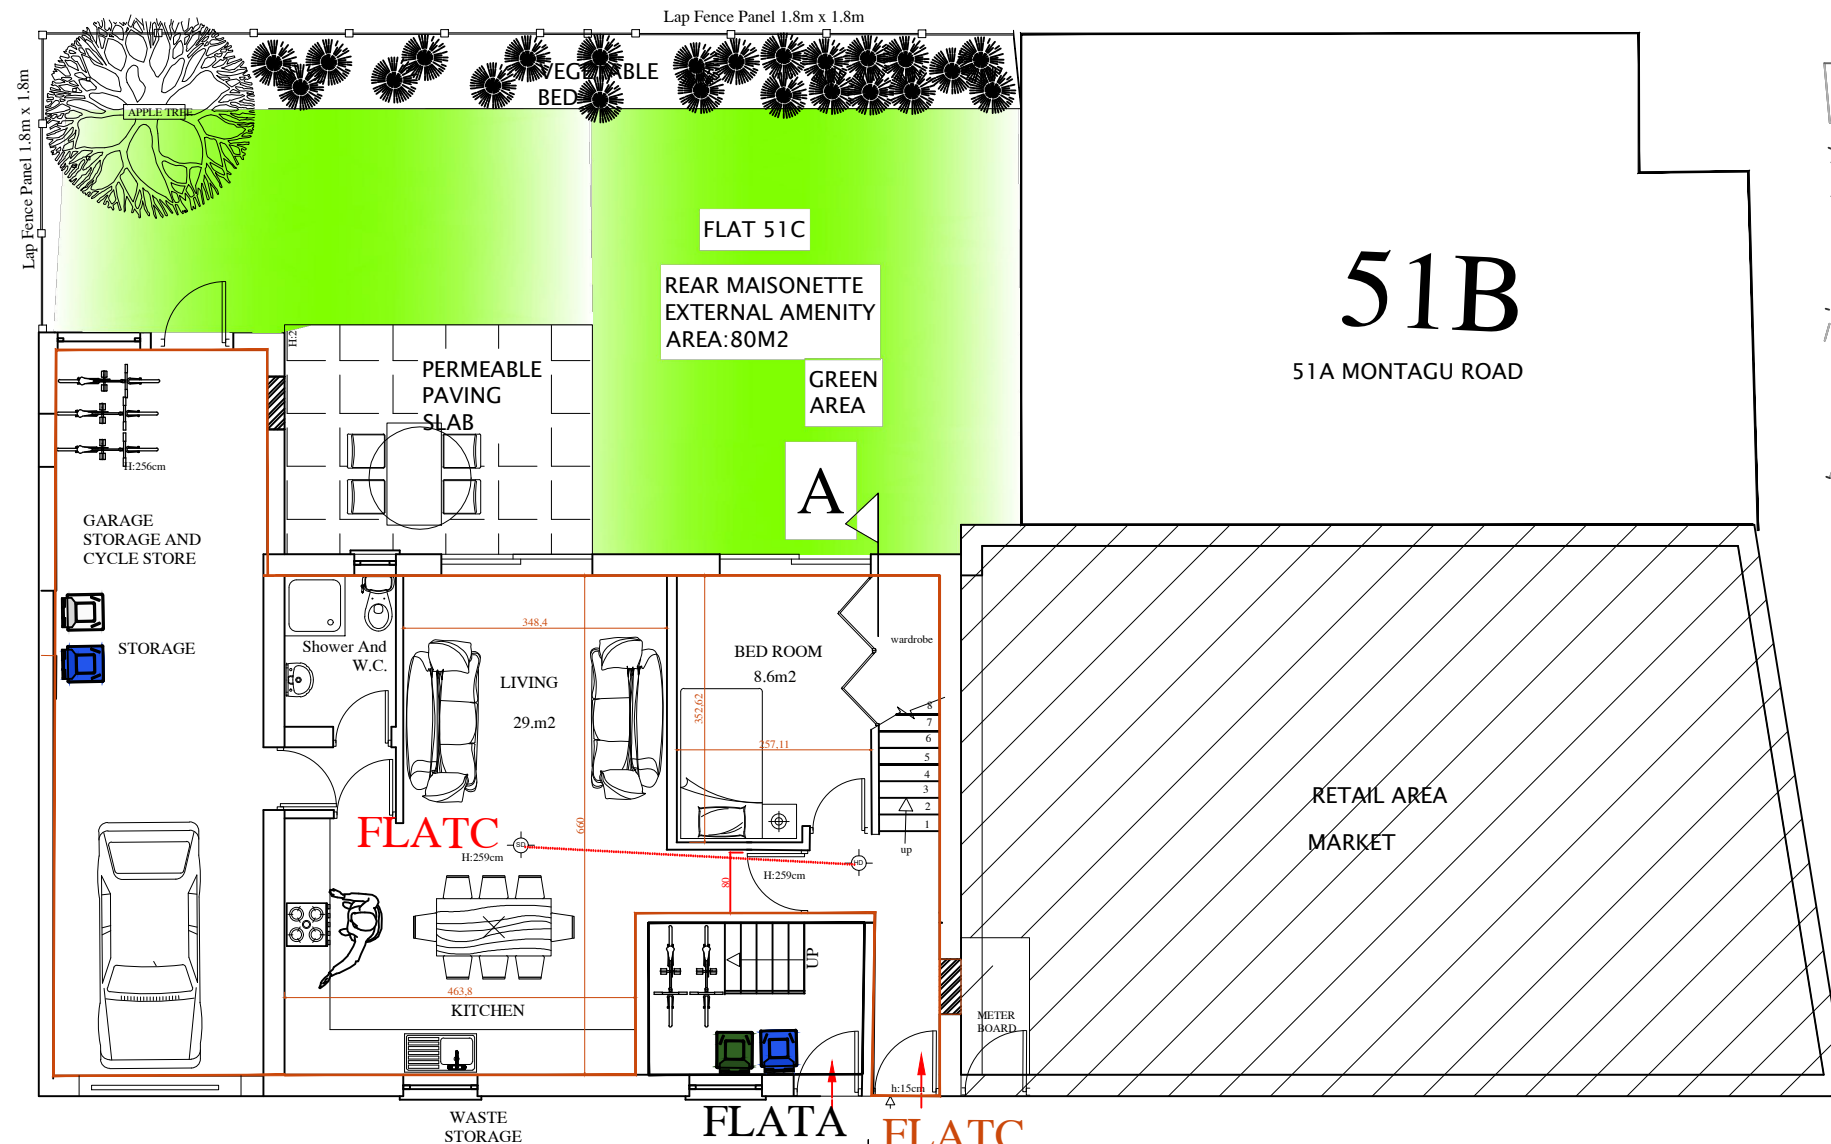 Lap Fence Panel 1.8m x 1.8m
Lap Fence Panel 1.8m x 1.8m
VEGETABLE
BED
APPLE TREE
FLAT 51C
REAR MAISONETTE
EXTERNAL AMENITY
AREA:80M2
GREEN
AREA
51B
51A MONTAGU ROAD
H:2
PERMEABLE
PAVING
SLAB
A
H:256cm
GARAGE
STORAGE AND
CYCLE STORE
STORAGE
Shower And
W.C.
348,4
LIVING
29.m2
BED ROOM
8.6m2
wardrobe
352,62
257,11
8
7
6
5
4
3
2
1
up
RETAIL AREA
MARKET
FLATC
H:259cm
SD
660
HD
H:259cm
80
UP
463,8
KITCHEN
METER
BOARD
h:15cm
WASTE
STORAGE
FLATA
FLATC